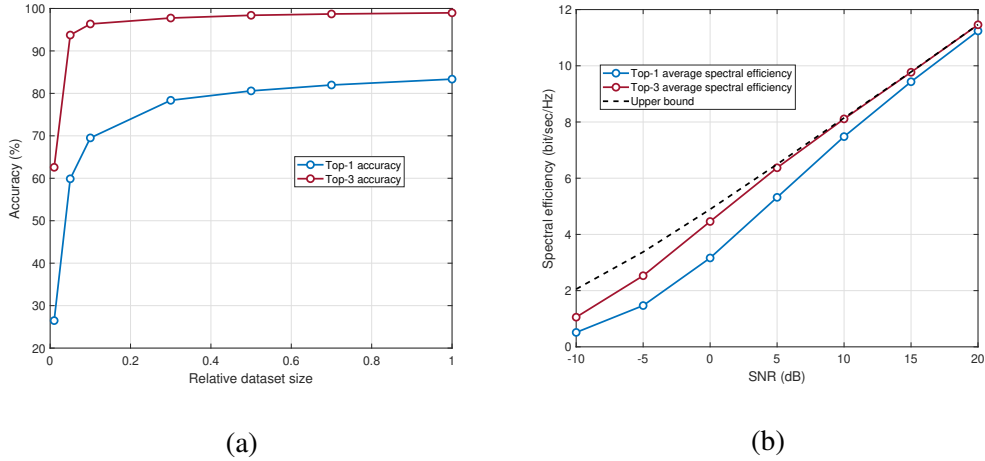 100
90
80
70
60
50
40
30
20
Accuracy (%)
0
0.2
0.4
0.6
0.8
1
Relative dataset size
Top-1 accuracy
Top-3 accuracy
(a)
12
10
8
6
4
2
0
Spectral efficiency (bit/sec/Hz)
-10
-5
0
5
10
15
20
SNR (dB)
Top-1 average spectral efficiency
Top-3 average spectral efficiency
Upper bound
(b)